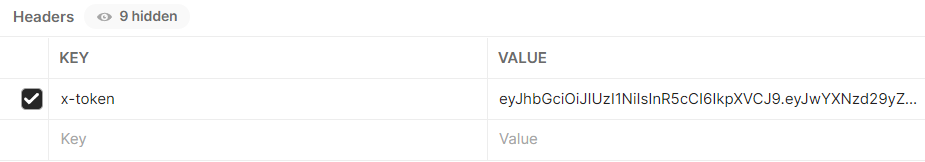 Headers 9 hidden
KEY VALUE
x-token eyJhbGciOiJIUzI1NiIsInR5cCI6IkpXVCJ9.eyJwYXNzd29yZ...
Key Value